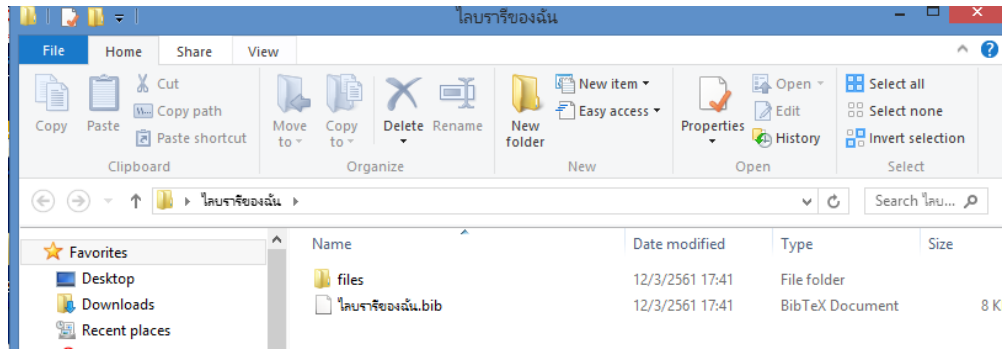 ไลบรารีของฉัน
File Home Share View
Copy Paste Cut Copy path Paste shortcut Move to Copy to Delete Rename New folder New item Easy access Properties Open Edit History Select all Select none Invert selection
Clipboard Organize New Open Select
ไลบรารีของฉัน Search ไลบ...
Favorites Name Date modified Type Size
Desktop files 12/3/2561 17:41 File folder
Downloads ไลบรารีของฉัน.bib 12/3/2561 17:41 BibTeX Document 8 K
Recent places